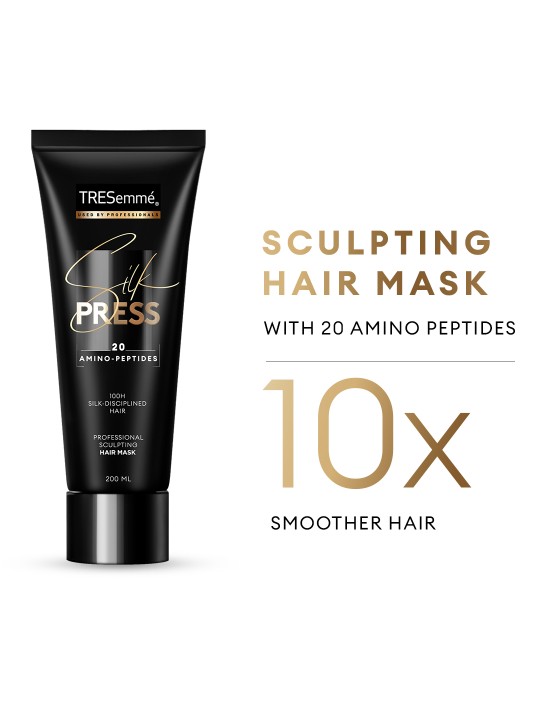 TRESemmé®
USED BY PROFESSIONALS
Silk
PRESS
20
AMINO-PEPTIDES
100H
SILK-DISCIPLINED
HAIR
PROFESSIONAL
SCULPTING
HAIR MASK
200 ML
SCULPTING
HAIR MASK
WITH 20 AMINO PEPTIDES
10x
SMOOTHER HAIR